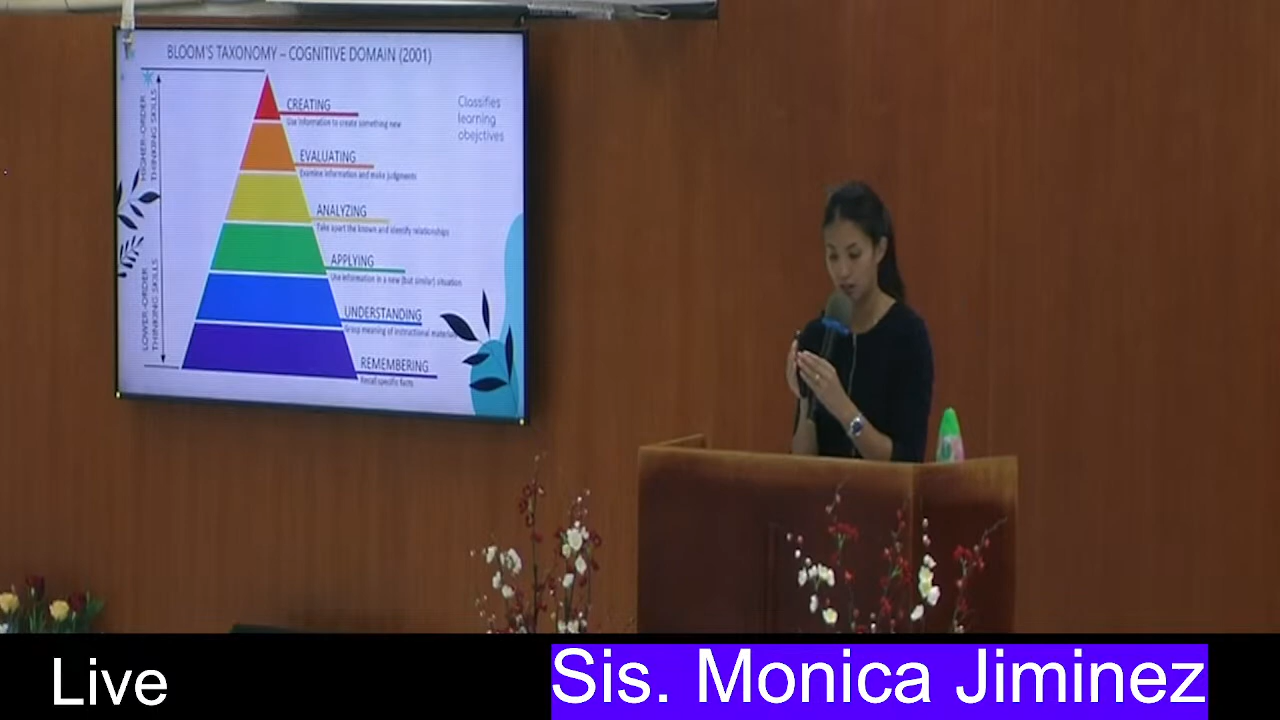 BLOOM'S TAXONOMY – COGNITIVE DOMAIN (2001)
HIGHER-ORDER
THINKING SKILLS
LOWER-ORDER
THINKING SKILLS
Classifies
learning
obejctives
CREATING
Use information to create something new
EVALUATING
Examine information and make judgments
ANALYZING
Take apart the known and identify relationships
APPLYING
Use information in a new (but similar) situation
UNDERSTANDING
Group meaning of instructional materials
REMEMBERING
Recall specific facts
Live
Sis. Monica Jiminez